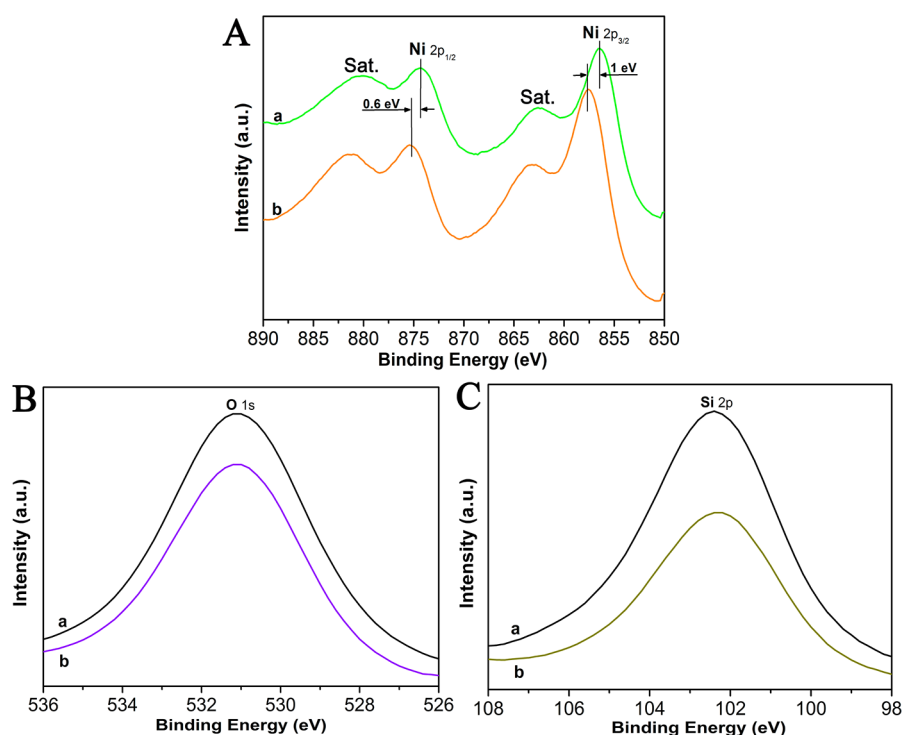 A
Ni 2p1/2
Ni 2p3/2
Sat.
1 eV
a
0.6 eV
Sat.
b
Intensity (a.u.)
890 885 880 875 870 865 860 855 850
Binding Energy (eV)
B
O 1s
a
b
Intensity (a.u.)
536 534 532 530 528 526
Binding Energy (eV)
C
Si 2p
a
b
Intensity (a.u.)
108 106 104 102 100 98
Binding Energy (eV)